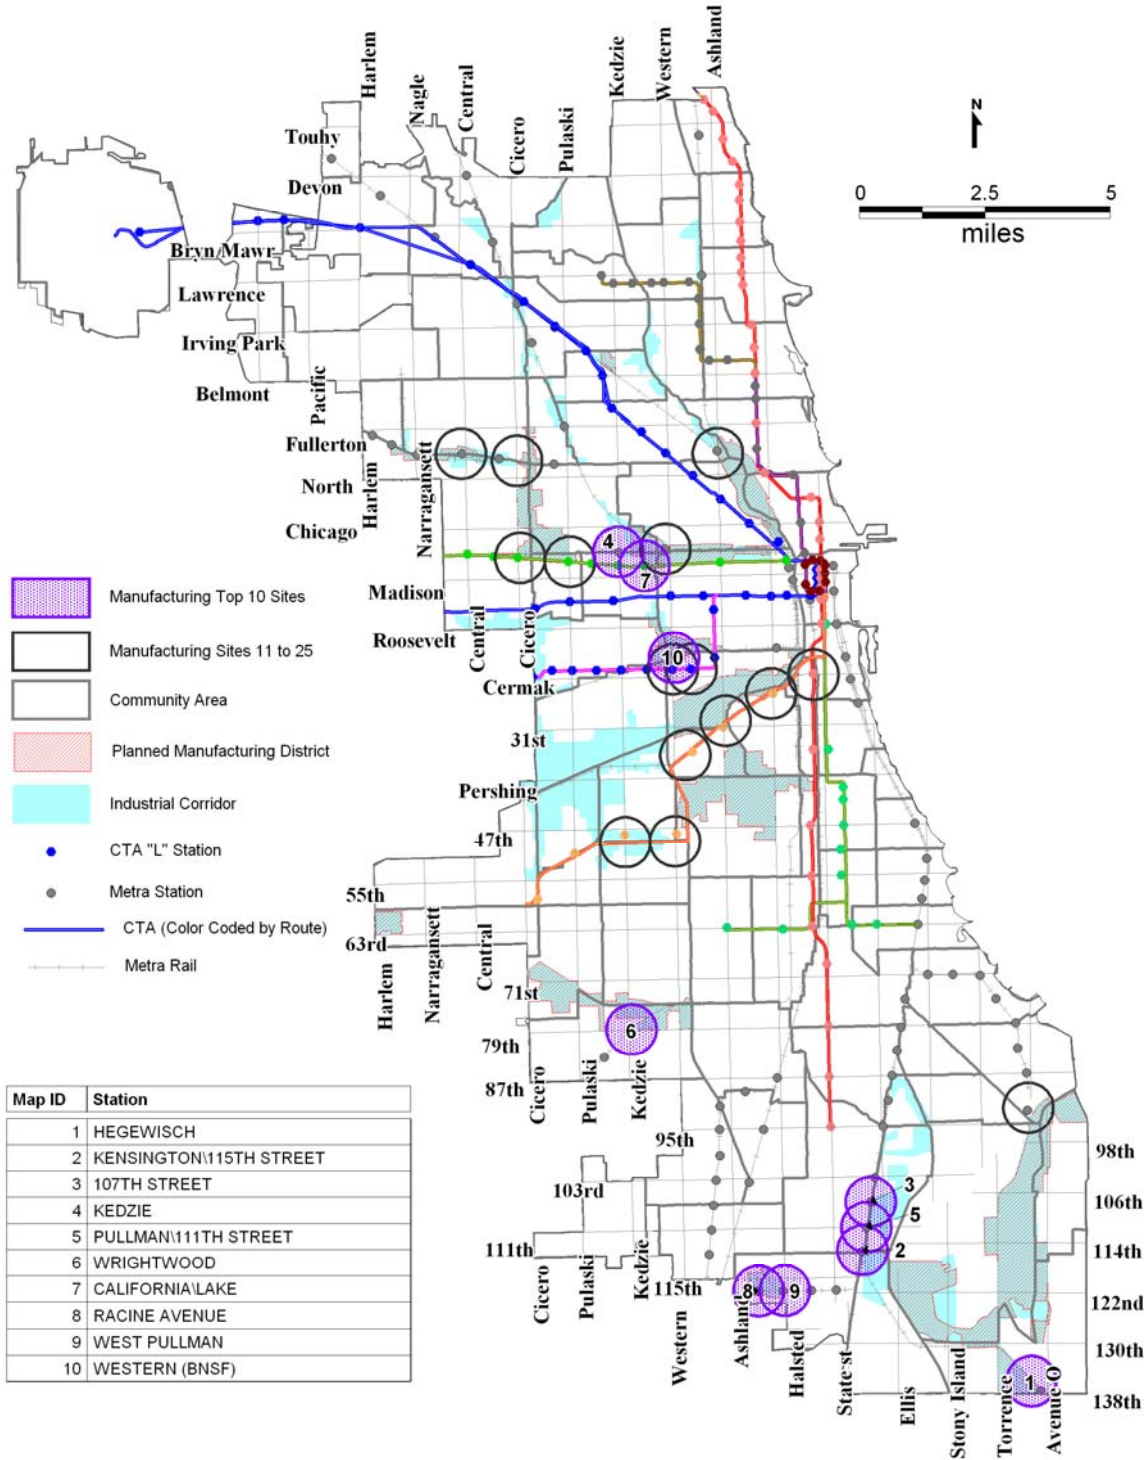 Harlem
Nagle
Central
Cicero
Pulaski
Kedzie
Western
Ashland
N
0 2.5 5
miles
Touhy
Devon
Bryn Mawr
Lawrence
Irving Park
Belmont
Pacific
Fullerton
North
Harlem
Narragansett
Chicago
4
7
Madison
Roosevelt
Central
Cicero
10
Cermak
31st
Pershing
47th
55th
63rd
Harlem
Narragansett
Central
71st
79th
6
87th
Cicero
Pulaski
Kedzie
95th
98th
103rd
3
106th
5
111th
2
114th
Cicero
Pulaski
Kedzie
115th
8
9
122nd
Western
Ashland
Halsted
State st
130th
1
138th
Ellis
Stony Island
Torrence
Avenue O
Manufacturing Top 10 Sites
Manufacturing Sites 11 to 25
Community Area
Planned Manufacturing District
Industrial Corridor
CTA "L" Station
Metra Station
CTA (Color Coded by Route)
Metra Rail
Map ID Station
1 HEGEWISCH
2 KENSINGTON\115TH STREET
3 107TH STREET
4 KEDZIE
5 PULLMAN\111TH STREET
6 WRIGHTWOOD
7 CALIFORNIA\LAKE
8 RACINE AVENUE
9 WEST PULLMAN
10 WESTERN (BNSF)